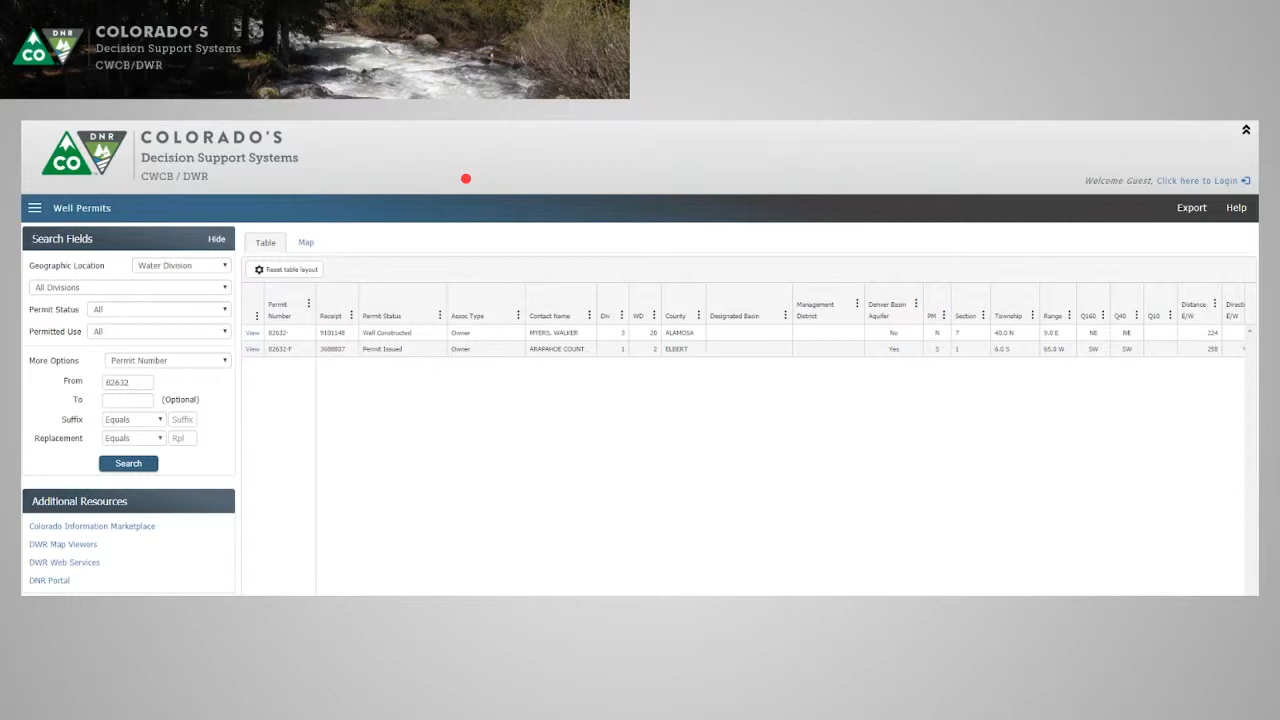 DNR
CO
COLORADO'S
Decision Support Systems
CWCB/DWR
DNR
CO
COLORADO'S
Decision Support Systems
CWCB / DWR
Welcome Guest, Click here to Login
Well Permits
Export Help
Search Fields Hide
Geographic Location Water Division
All Divisions
Permit Status All
Permitted Use All
More Options Permit Number
From 82632
To (Optional)
Suffix Equals Suffix
Replacement Equals Rpl
Search
Additional Resources
Colorado Information Marketplace
DWR Map Viewers
DWR Web Services
DNR Portal
Table Map
Reset table layout
Permit Number Receipt Permit Status Assoc Type Contact Name Div WD County Designated Basin Management District Denver Basin Aquifer PM Section Township Range Q160 Q40 Q10 Distance E/W Directi E/W
View 82632- 9101146 Well Constructed Owner MYERS, WALKER 3 20 ALAMOSA No N 7 40.0 N 9.0 E NE NE 224
View 82632-F 3688807 Permit Issued Owner ARAPAHOE COUNT... 1 2 ELBERT Yes S 1 6.0 S 65.0 W SW SW 258